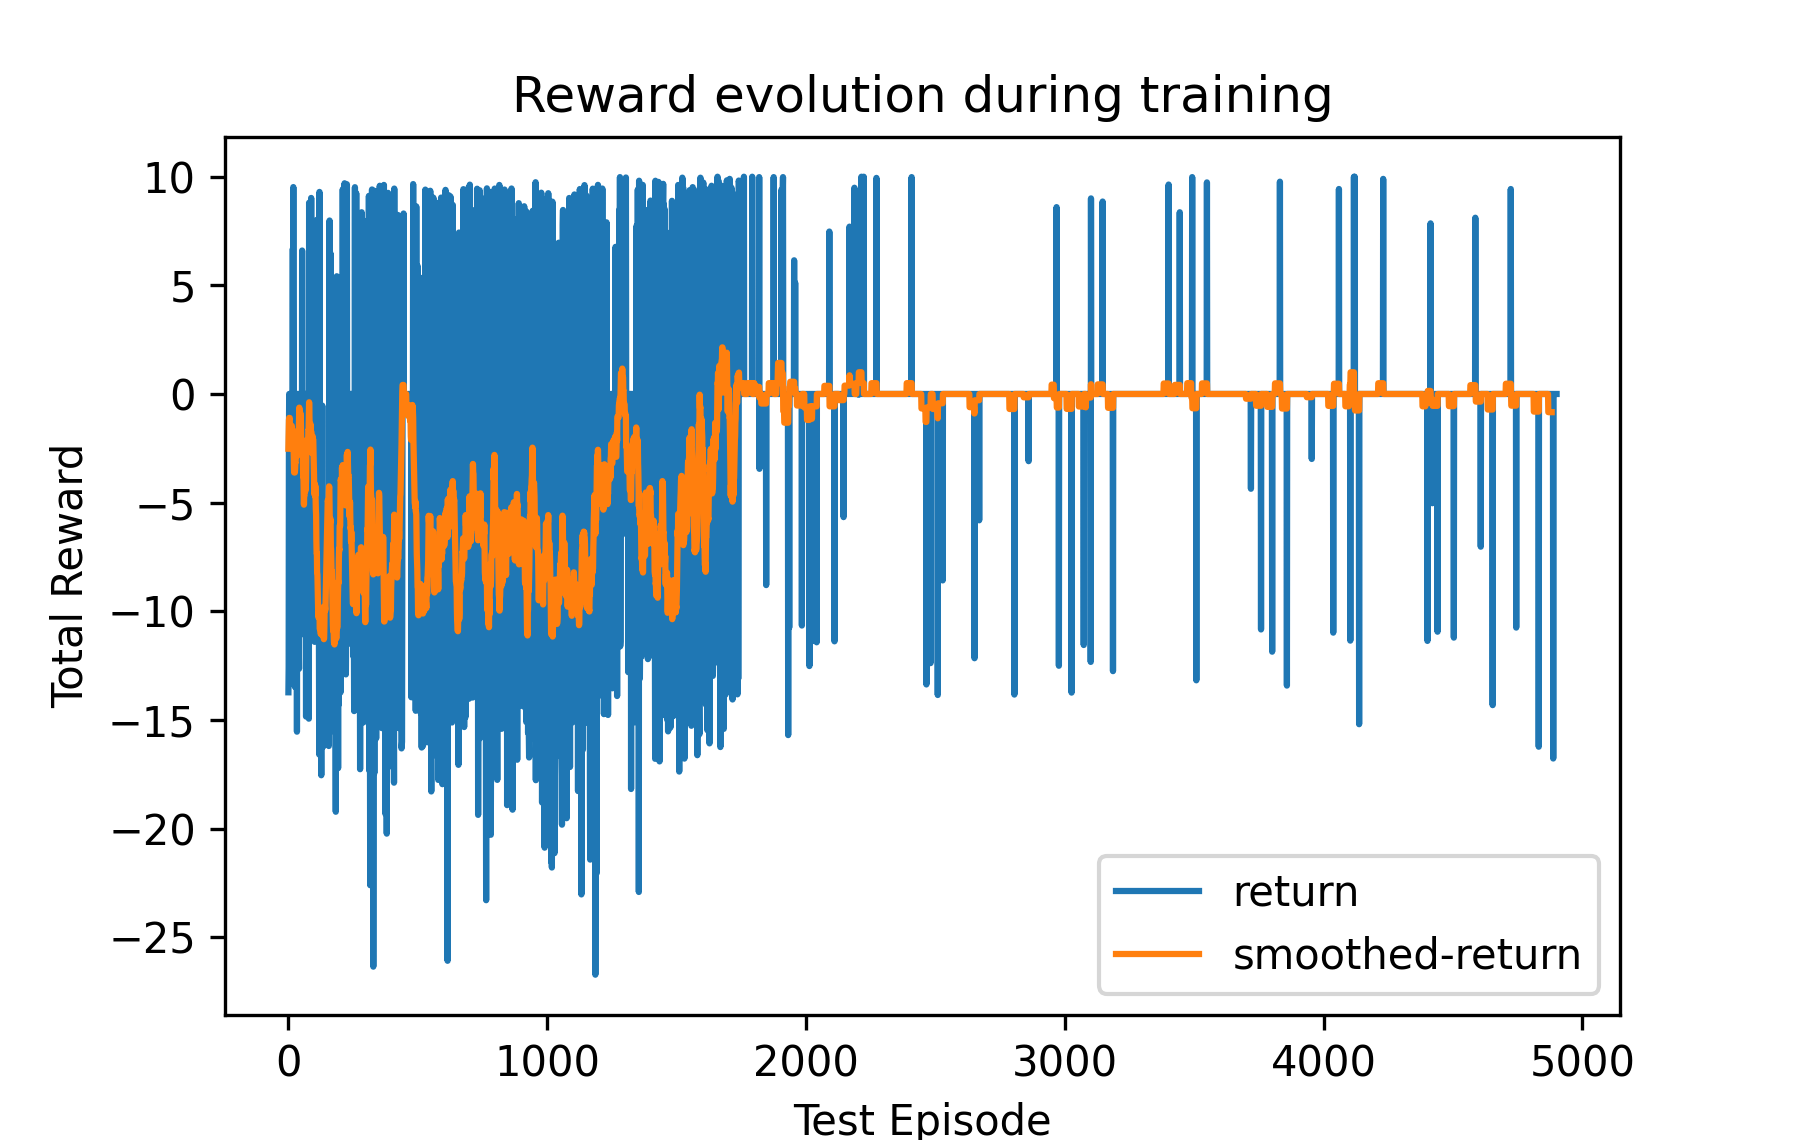 Reward evolution during training
10
5
0
−5
−10
−15
−20
−25
Total Reward
return
smoothed-return
0 1000 2000 3000 4000 5000
Test Episode